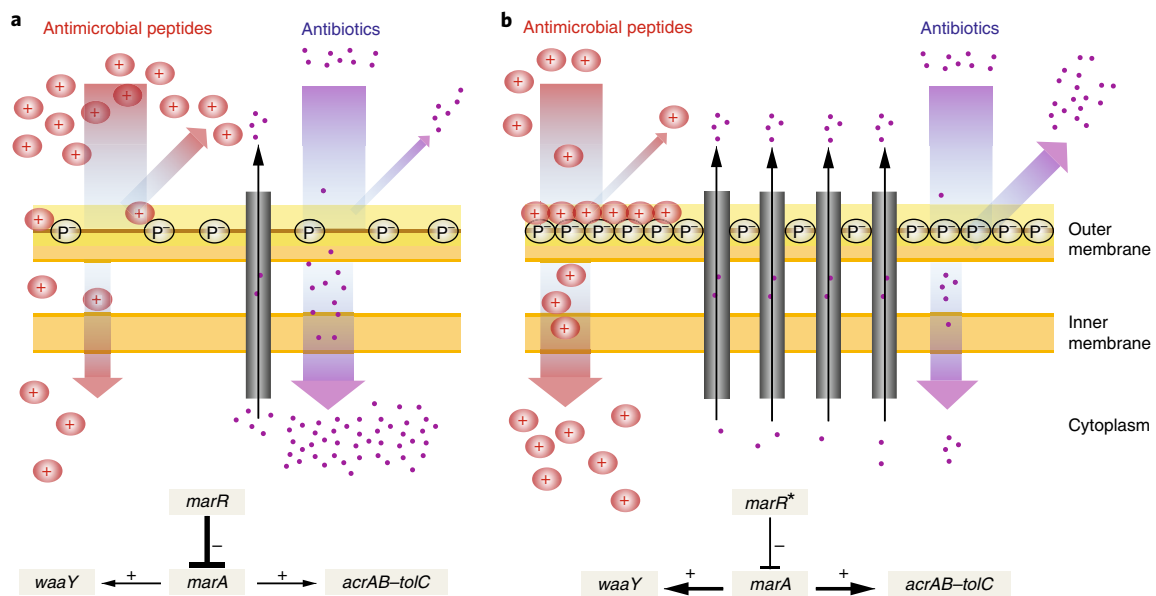 a
Antimicrobial peptides
Antibiotics
+ + + + + + + + + + + +
+ +
P– P– P– P– P– P–
+ +
+
+
+
marR
–
waaY + marA + acrAB–tolC
b
Antimicrobial peptides
Antibiotics
+ + + + + + +
+ + + + + +
P– P– P– P– P– P– P– P– P– P– P– P– P– P–
Outer
membrane
+ + +
Inner
membrane
Cytoplasm
+ + + + + + +
marR*
–
waaY + marA + acrAB–tolC